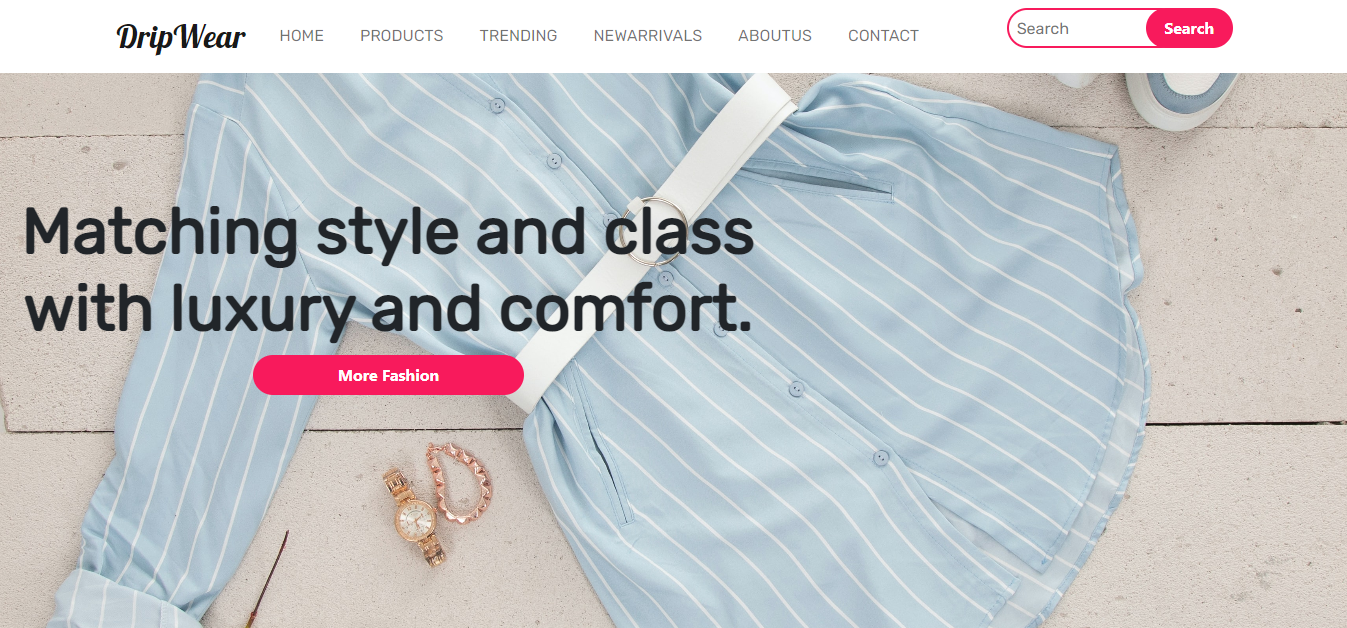 DripWear
HOME PRODUCTS TRENDING NEWARRIVALS ABOUTUS CONTACT
Search Search
Matching style and class
with luxury and comfort.
More Fashion